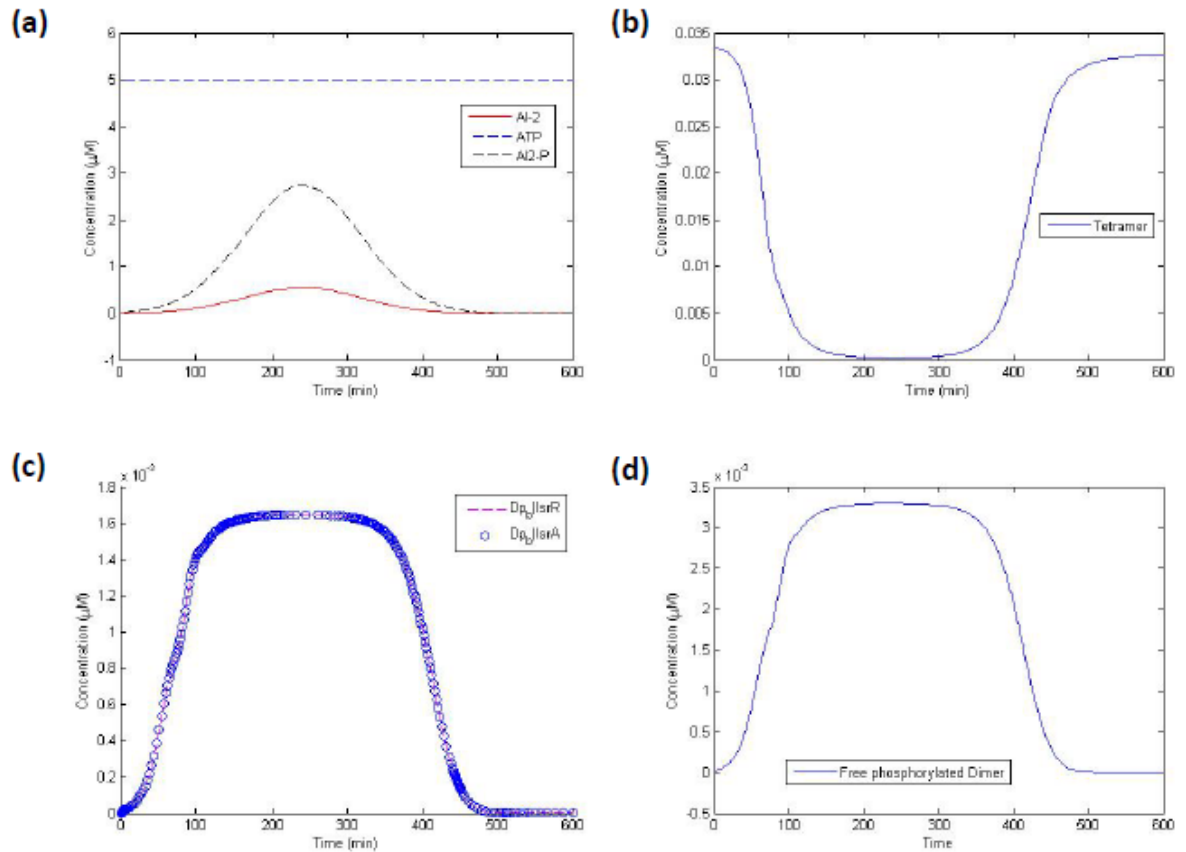 (a)
6
5
4
3
2
1
0
-1
Concentration (μM)
0 100 200 300 400 500 600
Time (min)
AI-2
ATP
AI2-P
(b)
0.035
0.03
0.025
0.02
0.015
0.01
0.005
0
Concentration (μM)
0 100 200 300 400 500 600
Time (min)
Tetramer
(c)
× 10⁻³
1.8
1.6
1.4
1.2
1
0.8
0.6
0.4
0.2
0
Concentration (μM)
0 100 200 300 400 500 600
Time (min)
Dp_bIlsrR
Dp_bIlsrA
(d)
× 10⁻³
3.5
3
2.5
2
1.5
1
0.5
0
-0.5
Concentration (μM)
0 100 200 300 400 500 600
Time
Free phosphorylated Dimer